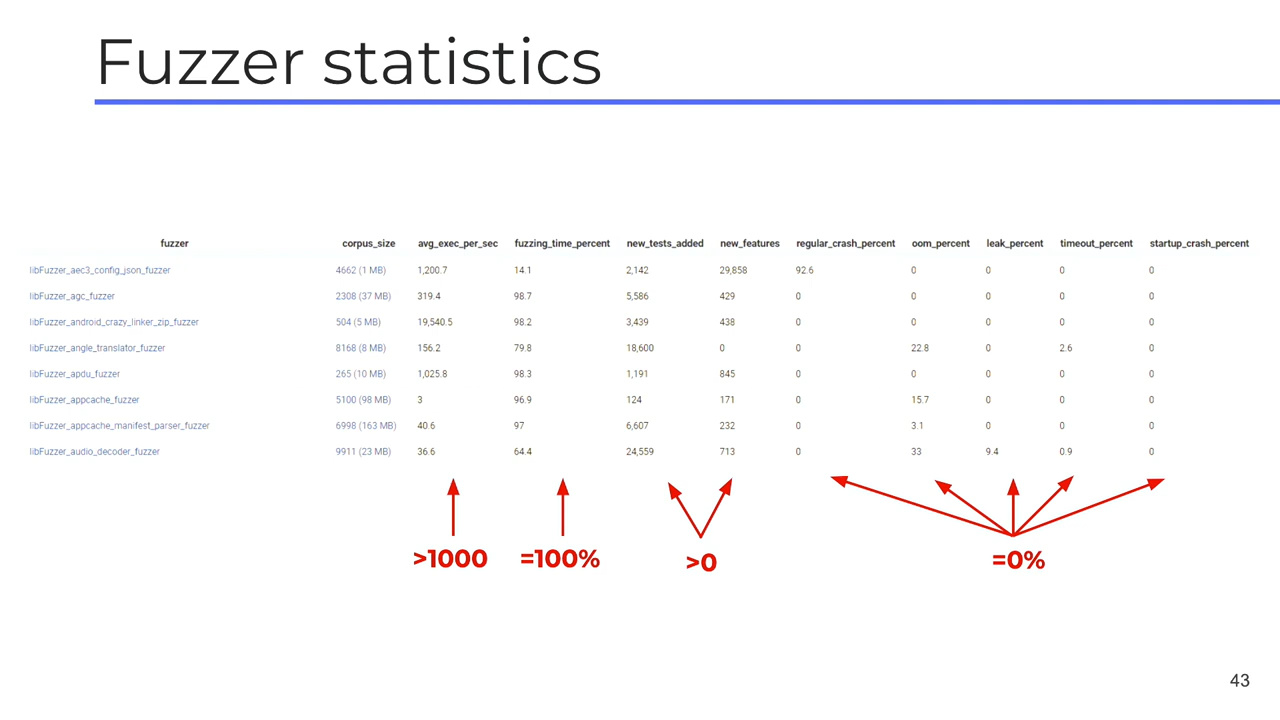 Fuzzer statistics
fuzzer corpus_size avg_exec_per_sec fuzzing_time_percent new_tests_added new_features regular_crash_percent oom_percent leak_percent timeout_percent startup_crash_percent
libFuzzer_aec3_config_json_fuzzer 4662 (1 MB) 1,200.7 14.1 2,142 29,858 92.6 0 0 0 0
libFuzzer_agc_fuzzer 2308 (37 MB) 319.4 98.7 5,586 429 0 0 0 0 0
libFuzzer_android_crazy_linker_zip_fuzzer 504 (5 MB) 19,540.5 98.2 3,439 438 0 0 0 0 0
libFuzzer_angle_translator_fuzzer 8168 (8 MB) 156.2 79.8 18,600 0 0 22.8 0 2.6 0
libFuzzer_apdu_fuzzer 265 (10 MB) 1,025.8 98.3 1,191 845 0 0 0 0 0
libFuzzer_appcache_fuzzer 5100 (98 MB) 3 96.9 124 171 0 15.7 0 0 0
libFuzzer_appcache_manifest_parser_fuzzer 6998 (163 MB) 40.6 97 6,607 232 0 3.1 0 0 0
libFuzzer_audio_decoder_fuzzer 9911 (23 MB) 36.6 64.4 24,559 713 0 33 9.4 0.9 0
>1000 =100% >0 =0%
43